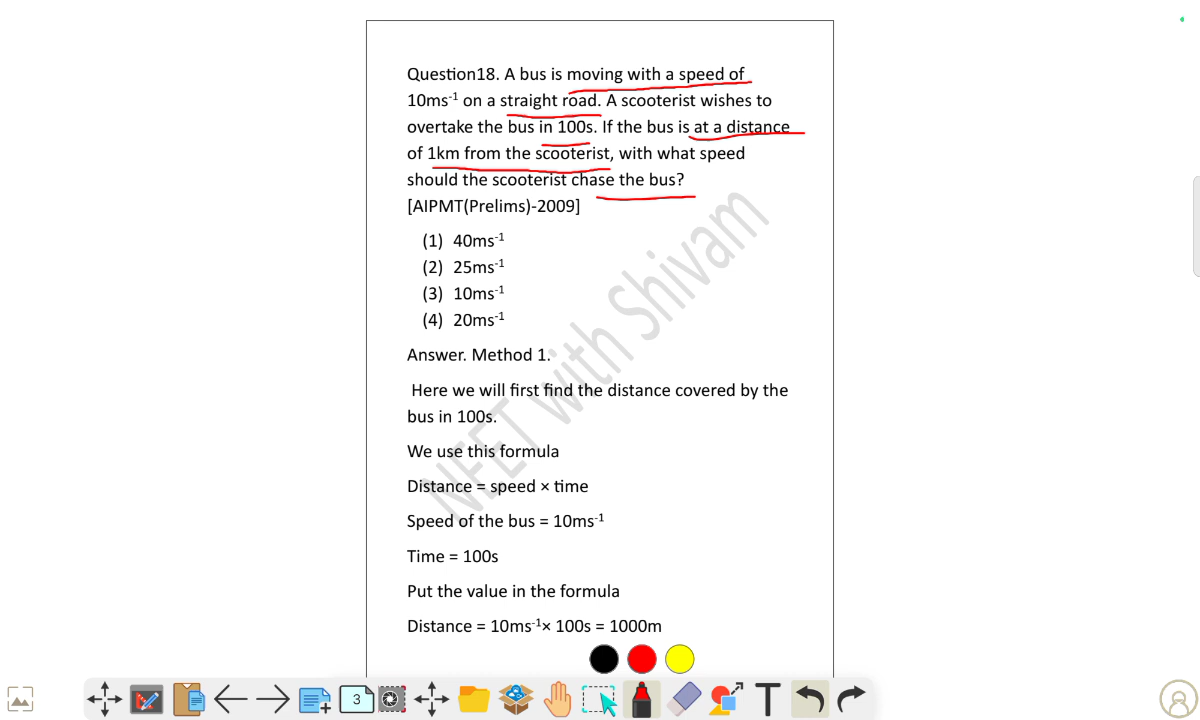 Question18. A bus is moving with a speed of
10ms⁻¹ on a straight road. A scooterist wishes to
overtake the bus in 100s. If the bus is at a distance
of 1km from the scooterist, with what speed
should the scooterist chase the bus?
[AIPMT(Prelims)-2009]
(1) 40ms⁻¹
(2) 25ms⁻¹
(3) 10ms⁻¹
(4) 20ms⁻¹
Answer. Method 1.
Here we will first find the distance covered by the
bus in 100s.
We use this formula
Distance = speed × time
Speed of the bus = 10ms⁻¹
Time = 100s
Put the value in the formula
Distance = 10ms⁻¹× 100s = 1000m
NEET with Shivam
3
T